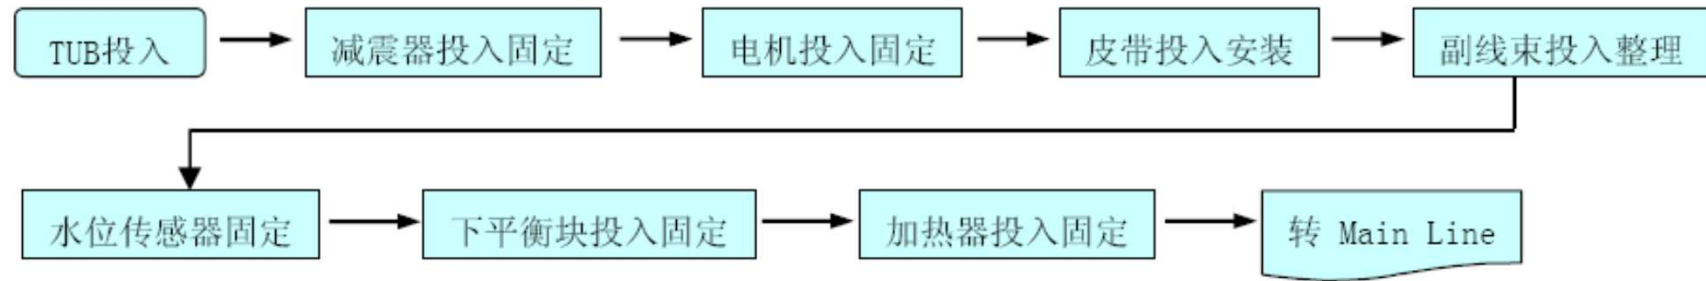 TUB投入
减震器投入固定
电机投入固定
皮带投入安装
副线束投入整理
水位传感器固定
下平衡块投入固定
加热器投入固定
转 Main Line